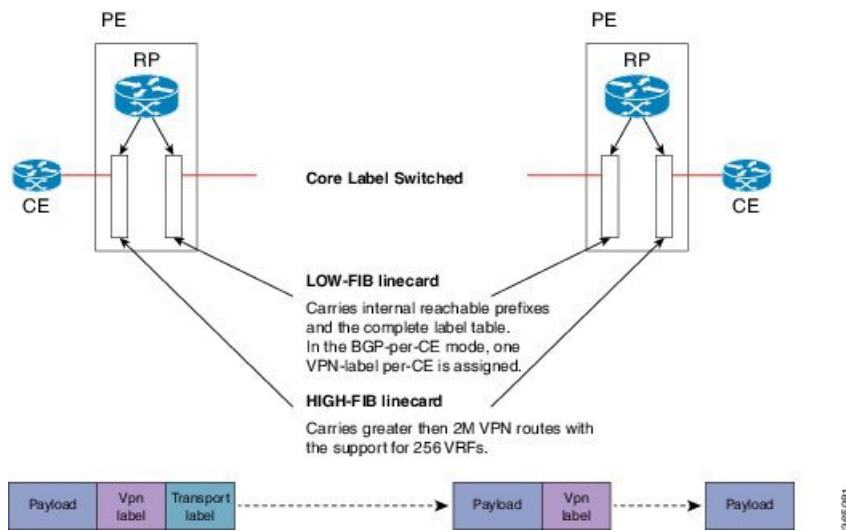 PE
PE
RP
RP
Core Label Switched
CE
CE
LOW-FIB linecard
Carries internal reachable prefixes
and the complete label table.
In the BGP-per-CE mode, one
VPN-label per-CE is assigned.
HIGH-FIB linecard
Carries greater then 2M VPN routes with
the support for 256 VRFs.
Payload
Vpn
label
Transport
label
Payload
Vpn
label
Payload